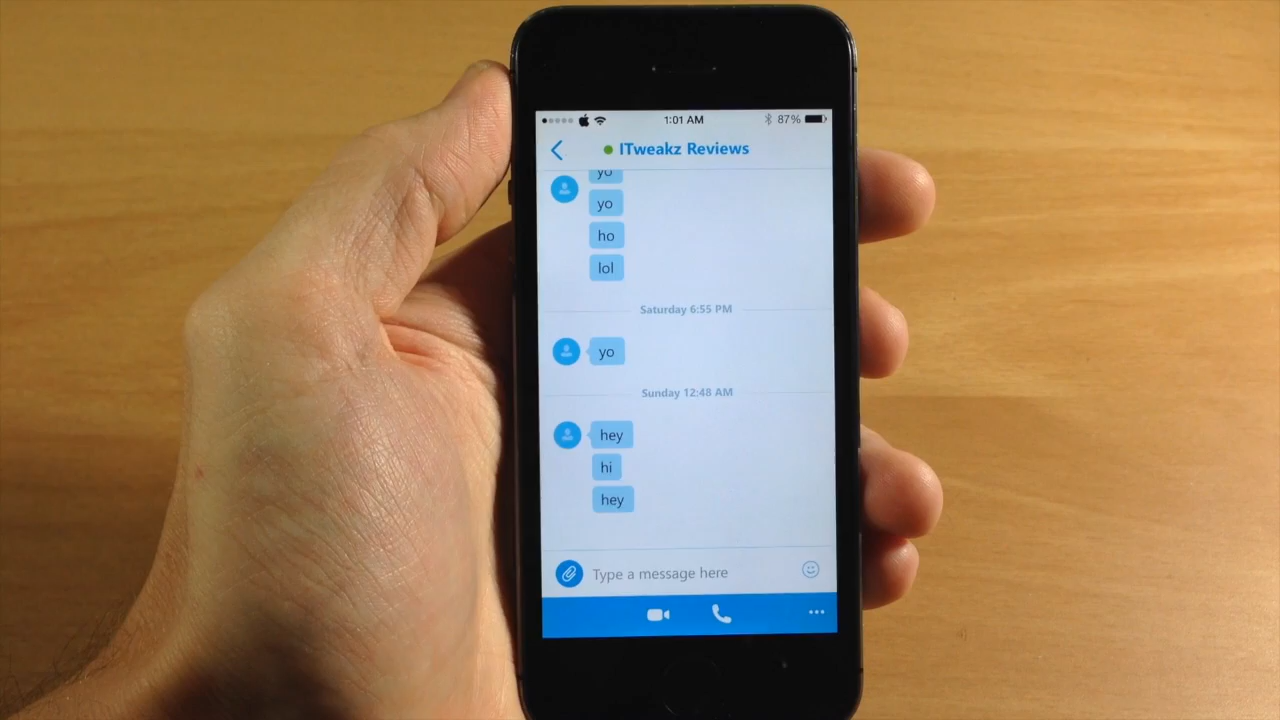 1:01 AM 87%
ITweakz Reviews
yo
yo
ho
lol
Saturday 6:55 PM
yo
Sunday 12:48 AM
hey
hi
hey
Type a message here